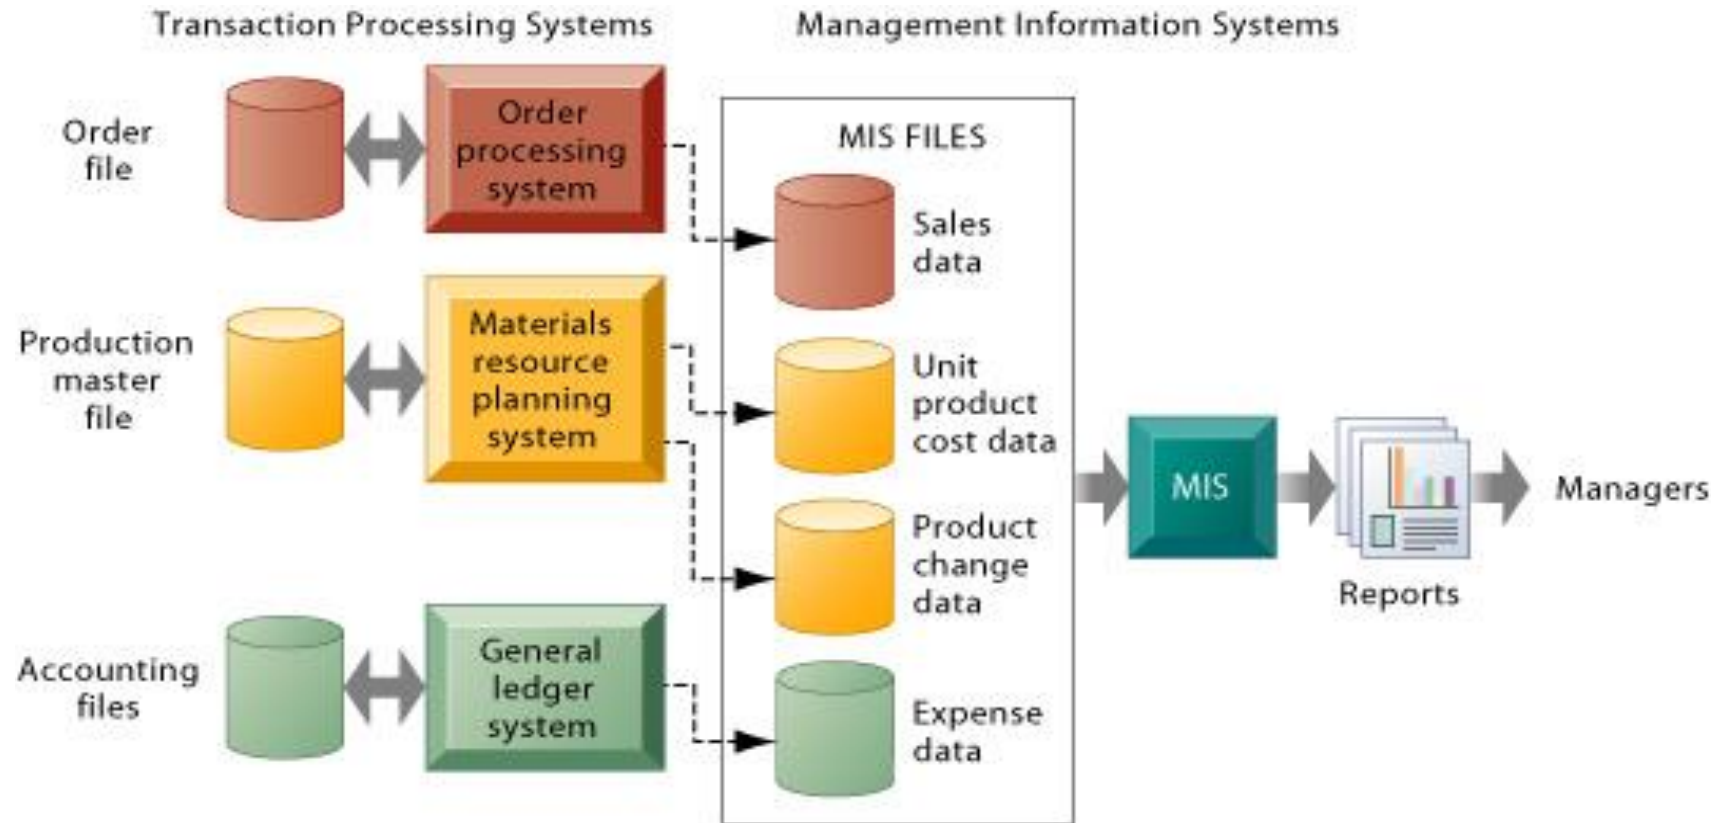 Transaction Processing Systems
Management Information Systems
Order
file
Order
processing
system
MIS FILES
Sales
data
Production
master
file
Materials
resource
planning
system
Unit
product
cost data
Product
change
data
MIS
Reports
Managers
Accounting
files
General
ledger
system
Expense
data